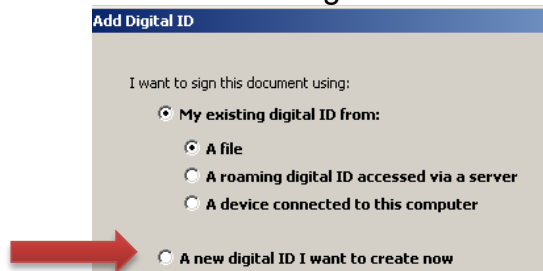 Add Digital ID
I want to sign this document using:
My existing digital ID from:
A file
A roaming digital ID accessed via a server
A device connected to this computer
A new digital ID I want to create now